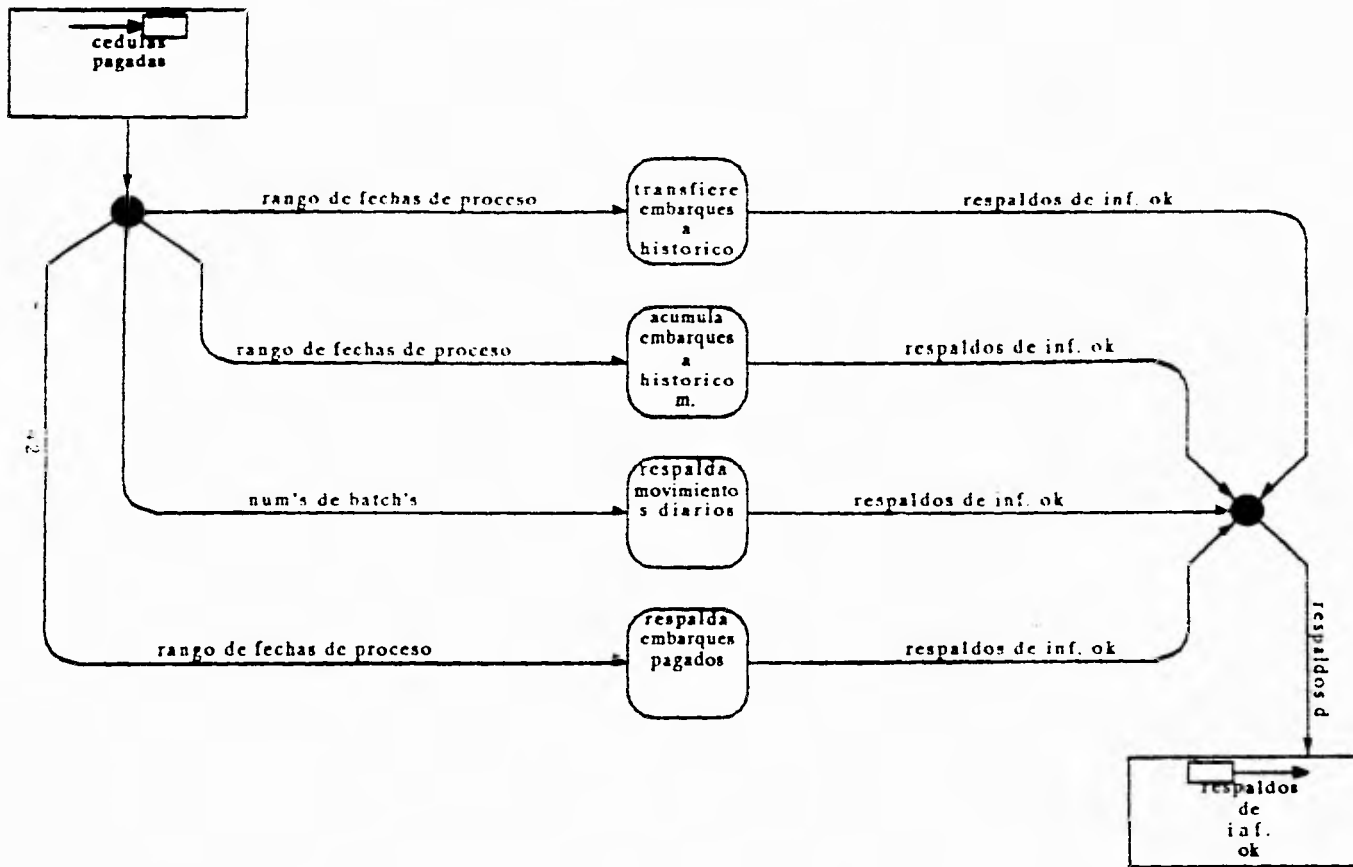 cedulas
pagadas
rango de fechas de proceso
transfiere
embarques
a
historico
respaldos de inf. ok
rango de fechas de proceso
acumula
embarques
a
historico
m.
respaldos de inf. ok
num's de batch's
respalda
movimiento
s diarios
respaldos de inf. ok
rango de fechas de proceso
respalda
embarques
pagados
respaldos de inf. ok
respaldos d
respaldos
de
inf.
ok